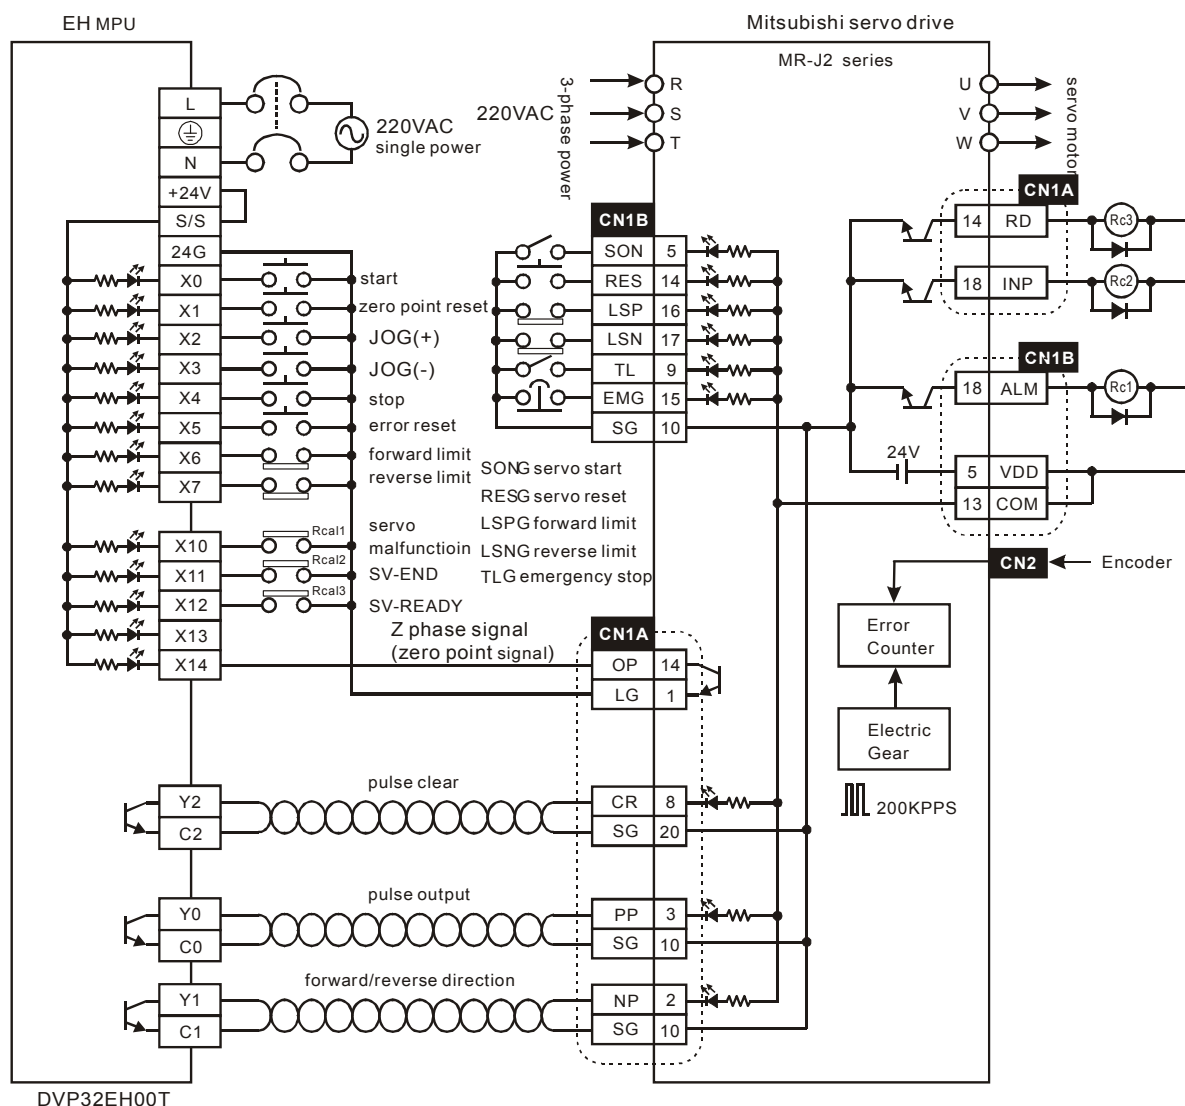 EH MPU
Mitsubishi servo drive
MR-J2 series
L
N
+24V
S/S
24G
X0
X1
X2
X3
X4
X5
X6
X7
X10
X11
X12
X13
X14
220VAC
single power
start
zero point reset
JOG(+)
JOG(-)
stop
error reset
forward limit
reverse limit
Rcal1
servo
malfunctioin
Rcal2
SV-END
Rcal3
SV-READY
Z phase signal
(zero point signal)
220VAC
3-phase power
R
S
T
U
V
W
servo motor
CN1B
SON 5
RES 14
LSP 16
LSN 17
TL 9
EMG 15
SG 10
SONG servo start
RESG servo reset
LSPG forward limit
LSNG reverse limit
TLG emergency stop
CN1A
14 RD
Rc3
18 INP
Rc2
CN1B
18 ALM
Rc1
24V
5 VDD
13 COM
CN2
Encoder
Error
Counter
Electric
Gear
200KPPS
CN1A
OP 14
LG 1
pulse clear
Y2
C2
CR 8
SG 20
pulse output
Y0
C0
PP 3
SG 10
forward/reverse direction
Y1
C1
NP 2
SG 10
DVP32EH00T